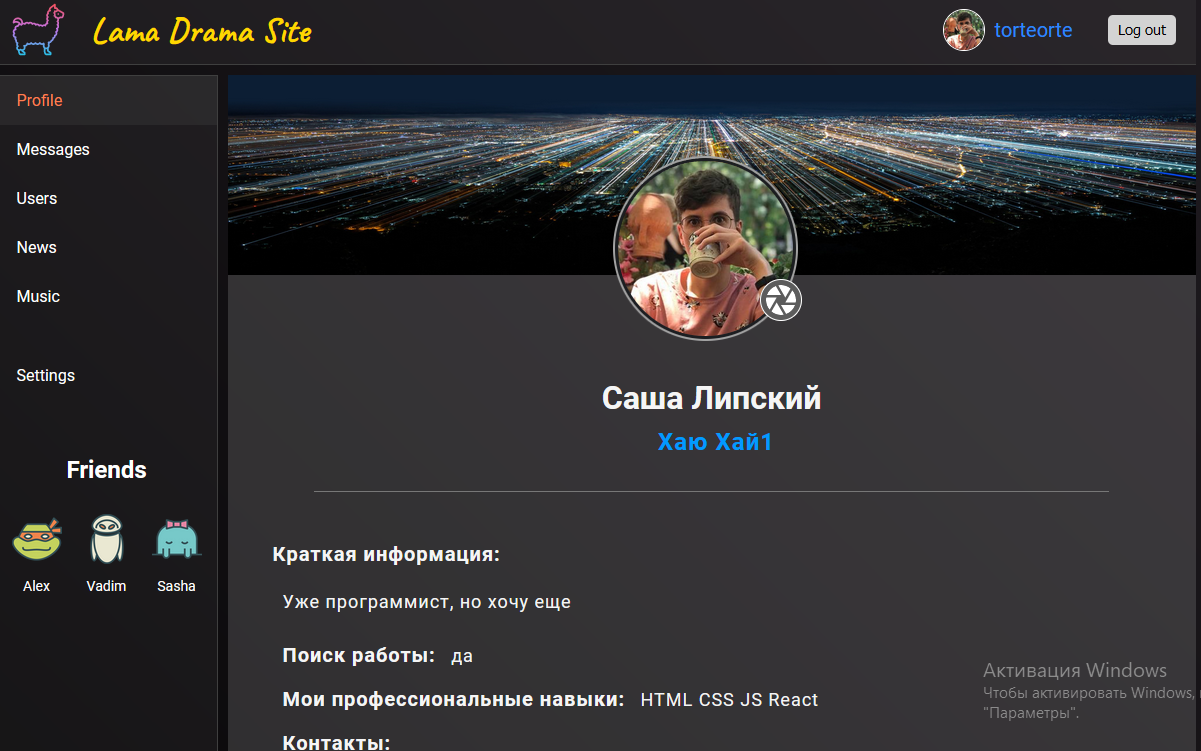 Lama Drama Site
torteorte
Log out
Profile
Messages
Users
News
Music
Settings
Friends
Alex Vadim Sasha
Саша Липский
Хаю Хай1
Краткая информация:
Уже программист, но хочу еще
Поиск работы: да
Мои профессиональные навыки: HTML CSS JS React
Контакты:
Активация Windows
Чтобы активировать Windows,
"Параметры".